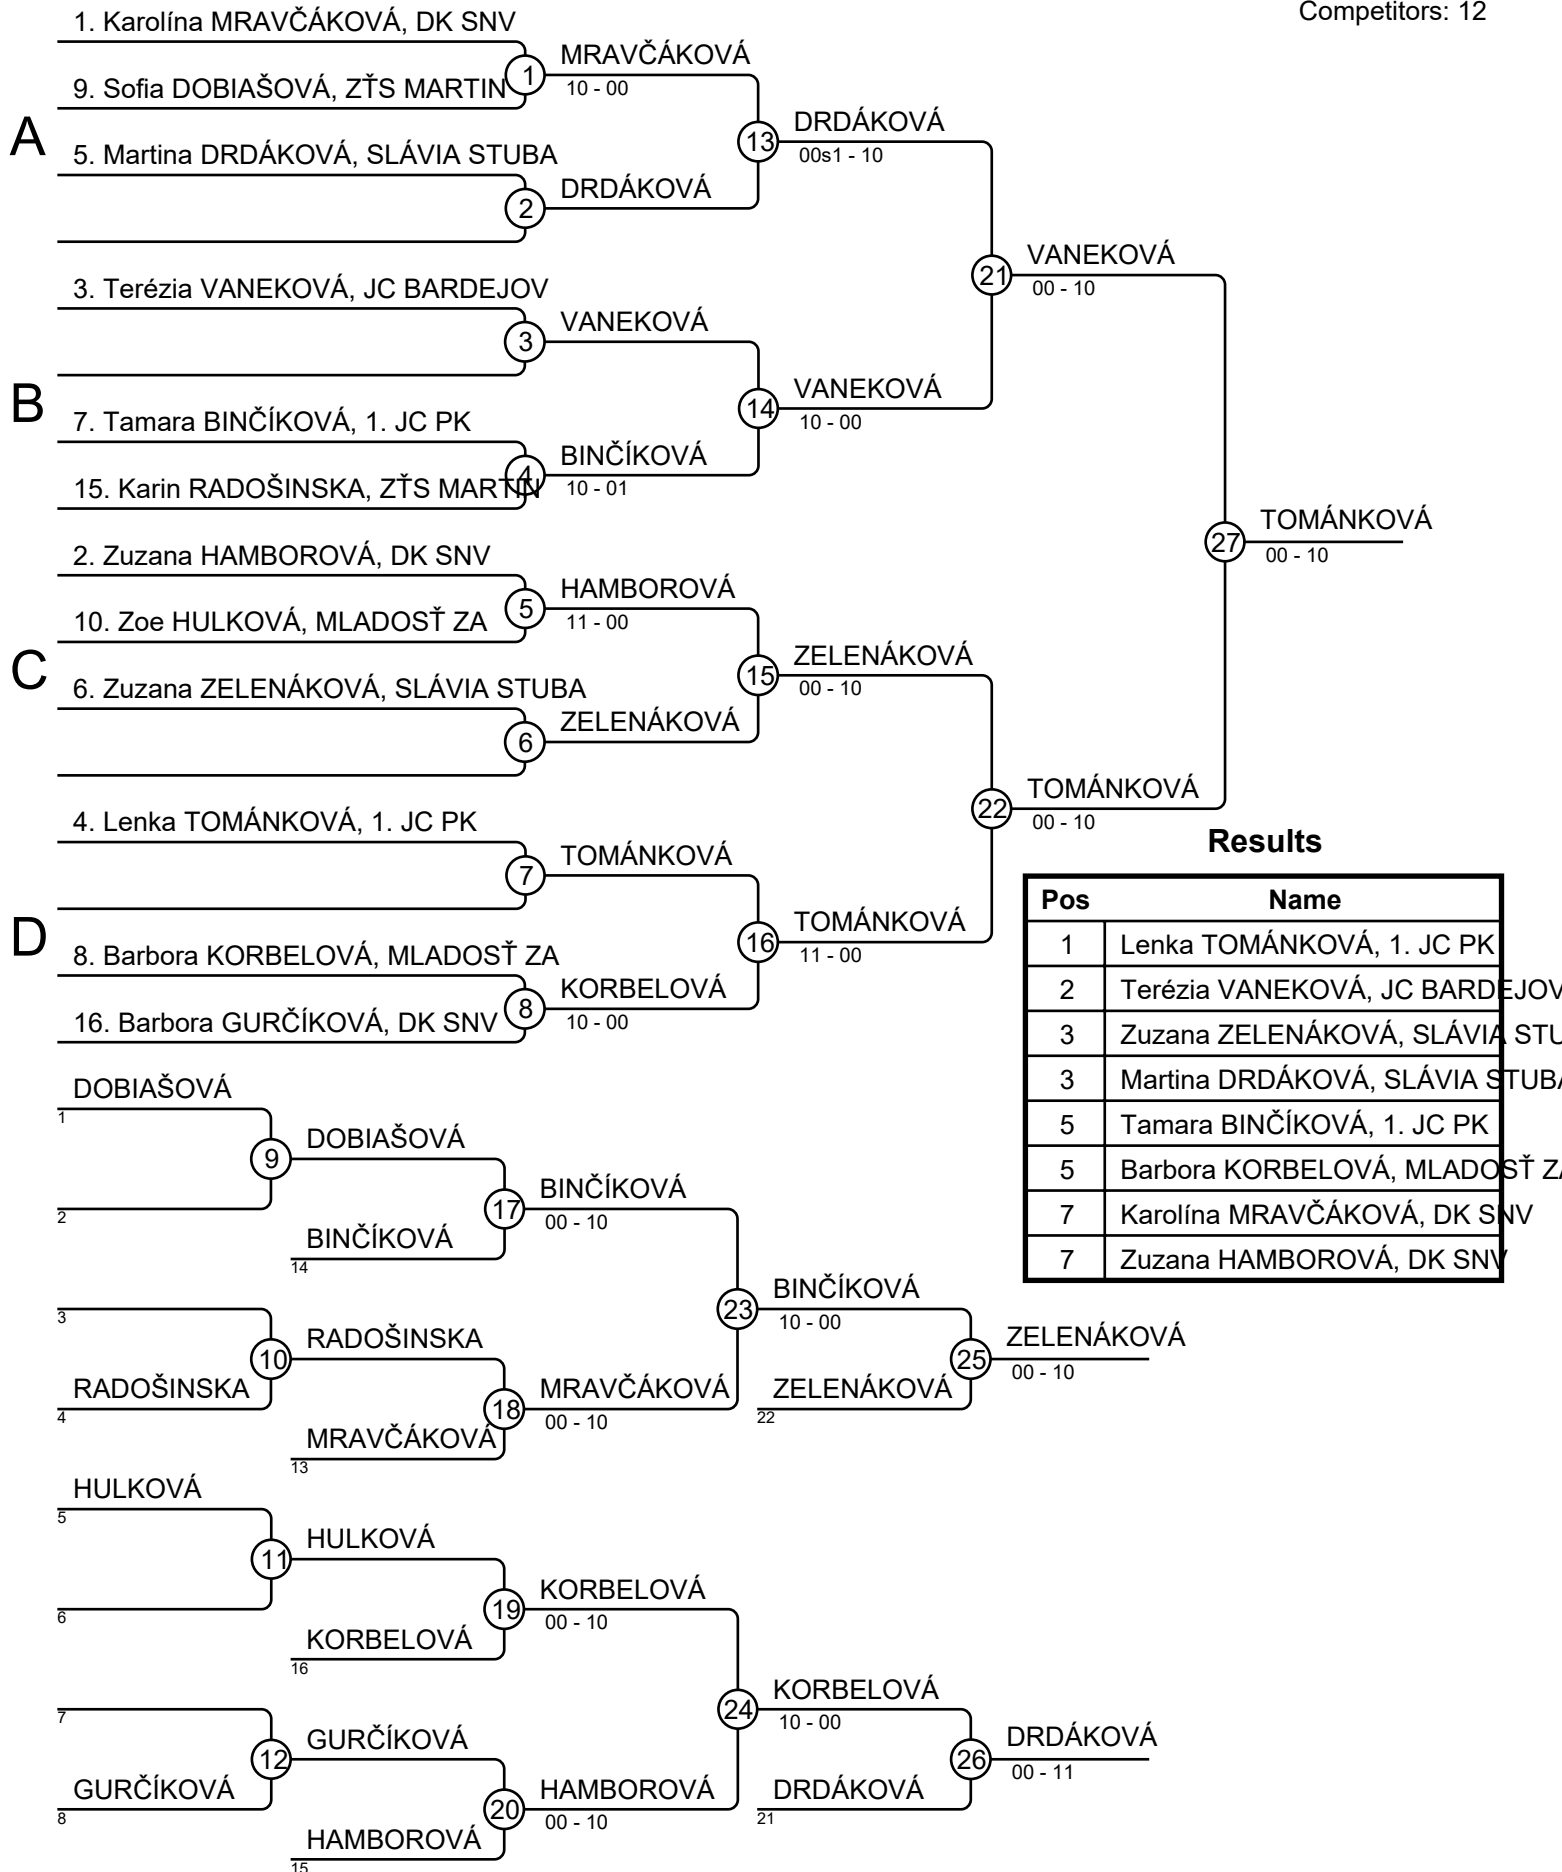 Competitors: 12
1. Karolína MRAVČÁKOVÁ, DK SNV
9. Sofia DOBIAŠOVÁ, ZŤS MARTIN
1
MRAVČÁKOVÁ
10 - 00
A
5. Martina DRDÁKOVÁ, SLÁVIA STUBA
2
DRDÁKOVÁ
13
DRDÁKOVÁ
00s1 - 10
3. Terézia VANEKOVÁ, JC BARDEJOV
3
VANEKOVÁ
21
VANEKOVÁ
00 - 10
B
7. Tamara BINČÍKOVÁ, 1. JC PK
15. Karin RADOŠINSKA, ZŤS MARTIN
4
BINČÍKOVÁ
10 - 01
14
VANEKOVÁ
10 - 00
2. Zuzana HAMBOROVÁ, DK SNV
10. Zoe HULKOVÁ, MLADOSŤ ZA
5
HAMBOROVÁ
11 - 00
27
TOMÁNKOVÁ
00 - 10
C
6. Zuzana ZELENÁKOVÁ, SLÁVIA STUBA
6
ZELENÁKOVÁ
15
ZELENÁKOVÁ
00 - 10
4. Lenka TOMÁNKOVÁ, 1. JC PK
7
TOMÁNKOVÁ
22
TOMÁNKOVÁ
00 - 10
D
8. Barbora KORBELOVÁ, MLADOSŤ ZA
16. Barbora GURČÍKOVÁ, DK SNV
8
KORBELOVÁ
10 - 00
16
TOMÁNKOVÁ
11 - 00
Results
Pos Name
1 Lenka TOMÁNKOVÁ, 1. JC PK
2 Terézia VANEKOVÁ, JC BARDEJOV
3 Zuzana ZELENÁKOVÁ, SLÁVIA STU
3 Martina DRDÁKOVÁ, SLÁVIA STUBA
5 Tamara BINČÍKOVÁ, 1. JC PK
5 Barbora KORBELOVÁ, MLADOSŤ ZA
7 Karolína MRAVČÁKOVÁ, DK SNV
7 Zuzana HAMBOROVÁ, DK SNV
DOBIAŠOVÁ
1
9
DOBIAŠOVÁ
2
17
BINČÍKOVÁ
00 - 10
BINČÍKOVÁ
14
3
10
RADOŠINSKA
RADOŠINSKA
4
18
MRAVČÁKOVÁ
00 - 10
MRAVČÁKOVÁ
13
23
BINČÍKOVÁ
10 - 00
ZELENÁKOVÁ
22
25
ZELENÁKOVÁ
00 - 10
HULKOVÁ
5
11
HULKOVÁ
6
19
KORBELOVÁ
00 - 10
KORBELOVÁ
16
7
12
GURČÍKOVÁ
GURČÍKOVÁ
8
20
HAMBOROVÁ
00 - 10
HAMBOROVÁ
15
24
KORBELOVÁ
10 - 00
DRDÁKOVÁ
21
26
DRDÁKOVÁ
00 - 11